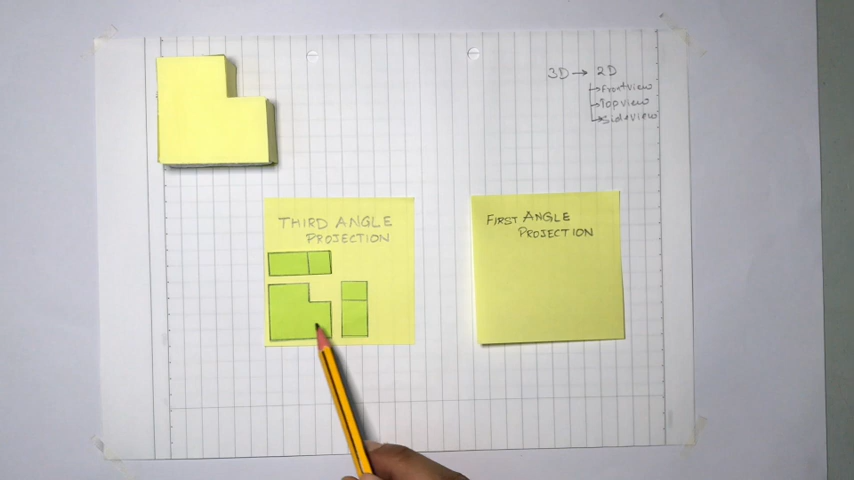 3D → 2D
Frontview
Topview
Sideview
THIRD ANGLE
PROJECTION
FIRST ANGLE
PROJECTION